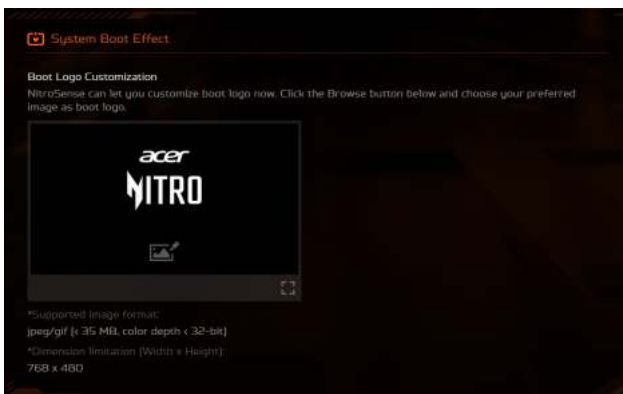 System Boot Effect
Boot Logo Customization
NitroSense can let you customize boot logo now. Click the Browse button below and choose your preferred
image as boot logo.
acer
NITRO
*Supported image format:
jpeg/gif (< 35 MB, color depth < 32-bit)
*Dimension limitation (Width x Height):
768 x 480